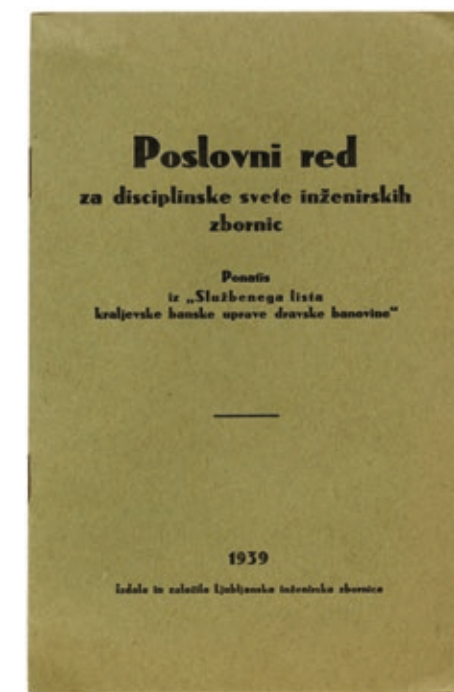 Poslovni red
za disciplinske svete inženirskih
zbornic
Ponatis
iz „Službenega lista
kraljevske banske uprave dravske banovine“
1939
Izdala in založila Ljubljanska inženirska zbornica